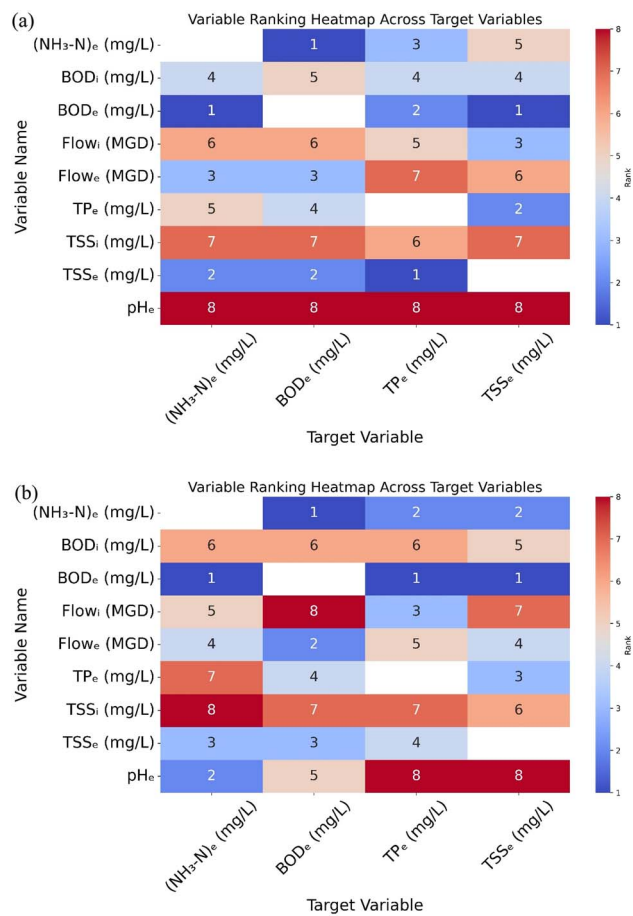 (a)
Variable Ranking Heatmap Across Target Variables
(NH₃-N)ₑ (mg/L) 1 3 5
BODᵢ (mg/L) 4 5 4 4
BODₑ (mg/L) 1 2 1
Flowᵢ (MGD) 6 6 5 3
Flowₑ (MGD) 3 3 7 6
TPₑ (mg/L) 5 4 2
TSSᵢ (mg/L) 7 7 6 7
TSSₑ (mg/L) 2 2 1
pHₑ 8 8 8 8
Variable Name
(NH₃-N)ₑ (mg/L) BODₑ (mg/L) TPₑ (mg/L) TSSₑ (mg/L)
Target Variable
8
7
6
5
4
3
2
1
Rank
(b)
Variable Ranking Heatmap Across Target Variables
(NH₃-N)ₑ (mg/L) 1 2 2
BODᵢ (mg/L) 6 6 6 5
BODₑ (mg/L) 1 1 1
Flowᵢ (MGD) 5 8 3 7
Flowₑ (MGD) 4 2 5 4
TPₑ (mg/L) 7 4 3
TSSᵢ (mg/L) 8 7 7 6
TSSₑ (mg/L) 3 3 4
pHₑ 2 5 8 8
Variable Name
(NH₃-N)ₑ (mg/L) BODₑ (mg/L) TPₑ (mg/L) TSSₑ (mg/L)
Target Variable
8
7
6
5
4
3
2
1
Rank